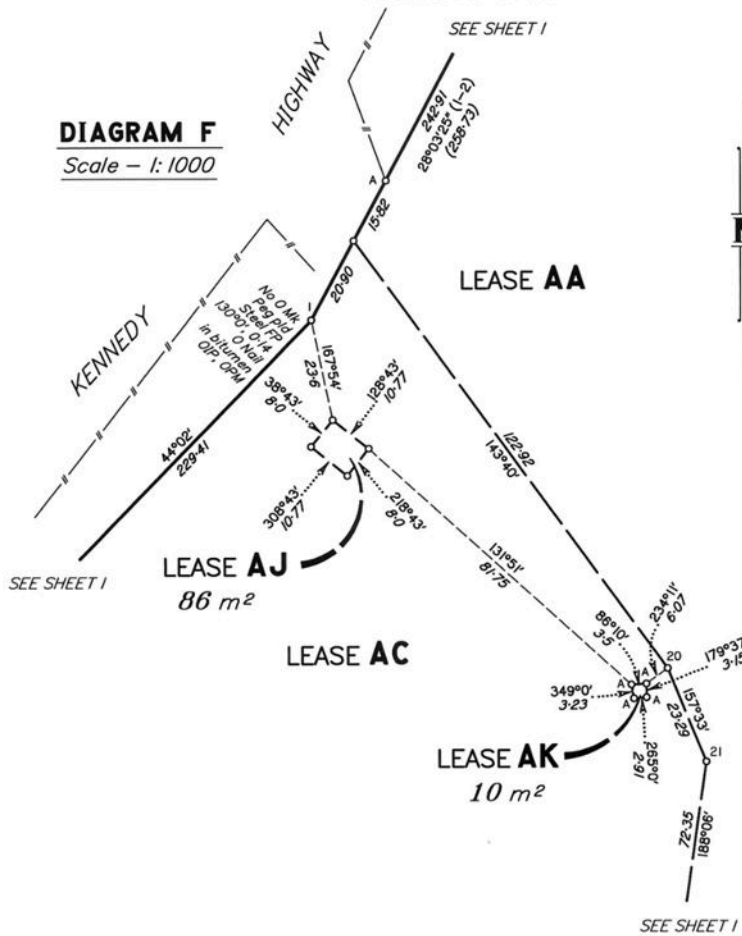 SEE SHEET 1
HIGHWAY
DIAGRAM F
Scale – 1:1000
242·91
28°03'25" (1-2)
(258·73)
A
15·82
20·90
LEASE AA
KENNEDY
No O Mk
Peg pld
Steel FP
130°0', 0·14
O Nail
in bitumen
OIP, OPM
1
167°54'
23·6
128°43'
10·77
38°43'
8·0
44°02'
229·41
122·92
143°40'
308°43'
10·77
218°43'
8·0
LEASE AJ
86 m²
SEE SHEET 1
131°51'
81·75
LEASE AC
234°11'
6·07
86°10'
3·5
20
179°37'
3·15
A
A
A
A
349°0'
3·23
157°33'
23·29
LEASE AK
10 m²
265°0'
2·91
21
72·35
188°06'
SEE SHEET 1